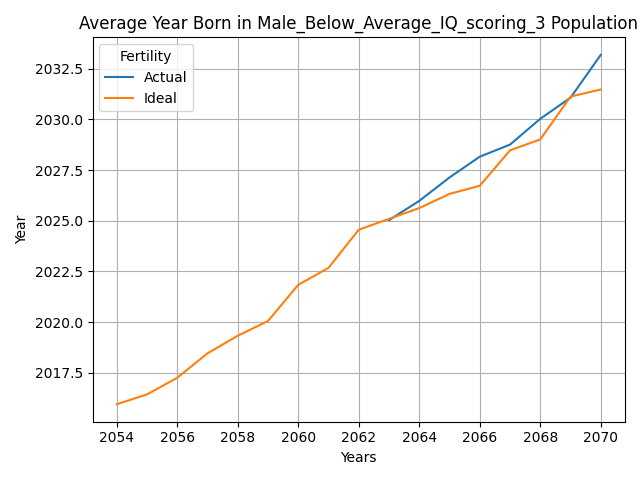 Average Year Born in Male_Below_Average_IQ_scoring_3 Population
Fertility
Actual
Ideal
2032.5
2030.0
2027.5
2025.0
2022.5
2020.0
2017.5
Year
2054 2056 2058 2060 2062 2064 2066 2068 2070
Years